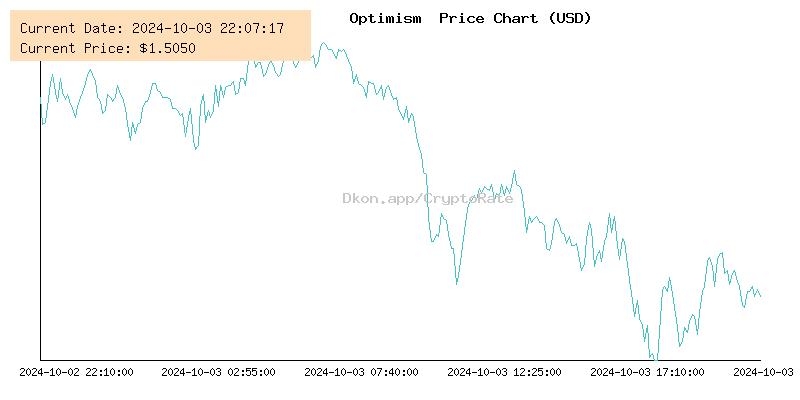 Optimism  Price Chart (USD)
Current Date: 2024-10-03 22:07:17
Current Price: $1.5050
Dkon.app/CryptoRate
2024-10-02 22:10:00 2024-10-03 02:55:00 2024-10-03 07:40:00 2024-10-03 12:25:00 2024-10-03 17:10:00 2024-10-03